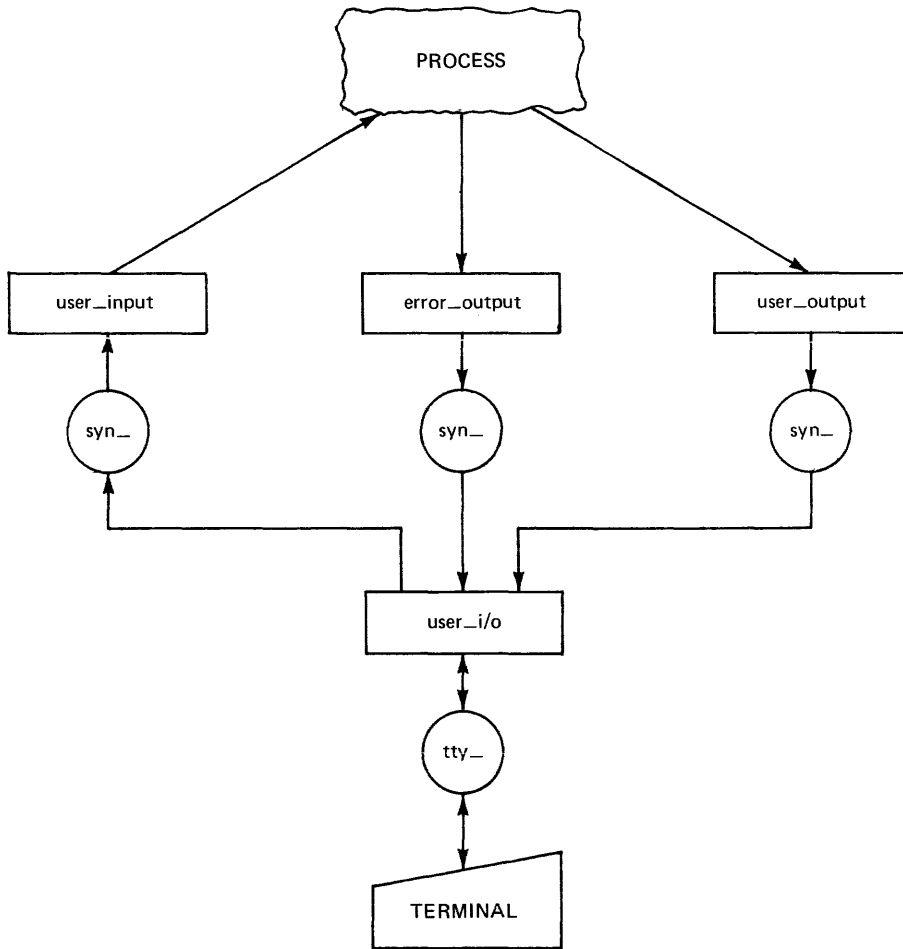 PROCESS
user_input
error_output
user_output
syn_
syn_
syn_
user_i/o
tty_
TERMINAL